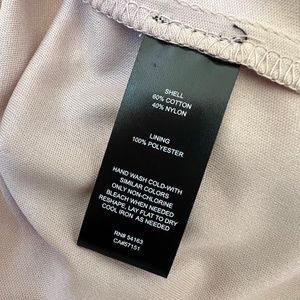 SHELL
60% COTTON
40% NYLON
LINING
100% POLYESTER
HAND WASH COLD-WITH
SIMILAR COLORS
ONLY NON-CHLORINE
BLEACH WHEN NEEDED
RESHAPE, LAY FLAT TO DRY
COOL IRON AS NEEDED
RN# 54163
CA#57151